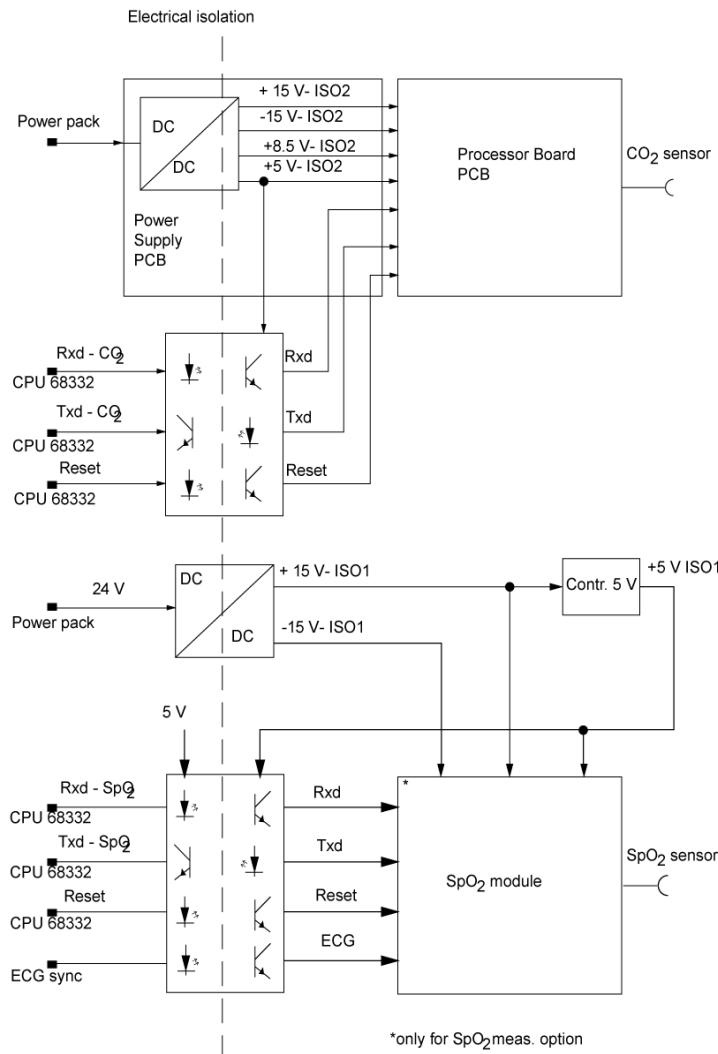 Electrical isolation
+ 15 V- ISO2
-15 V- ISO2
+8.5 V- ISO2
+5 V- ISO2
Power pack
DC
DC
Power
Supply
PCB
Processor Board
PCB
CO2 sensor
Rxd - CO2
CPU 68332
Txd - CO2
CPU 68332
Reset
CPU 68332
Rxd
Txd
Reset
24 V
Power pack
DC
DC
+ 15 V- ISO1
-15 V- ISO1
Contr. 5 V
+5 V ISO1
5 V
Rxd - SpO2
CPU 68332
Txd - SpO2
CPU 68332
Reset
CPU 68332
ECG sync
Rxd
Txd
Reset
ECG
*
SpO2 module
SpO2 sensor
*only for SpO2 meas. option